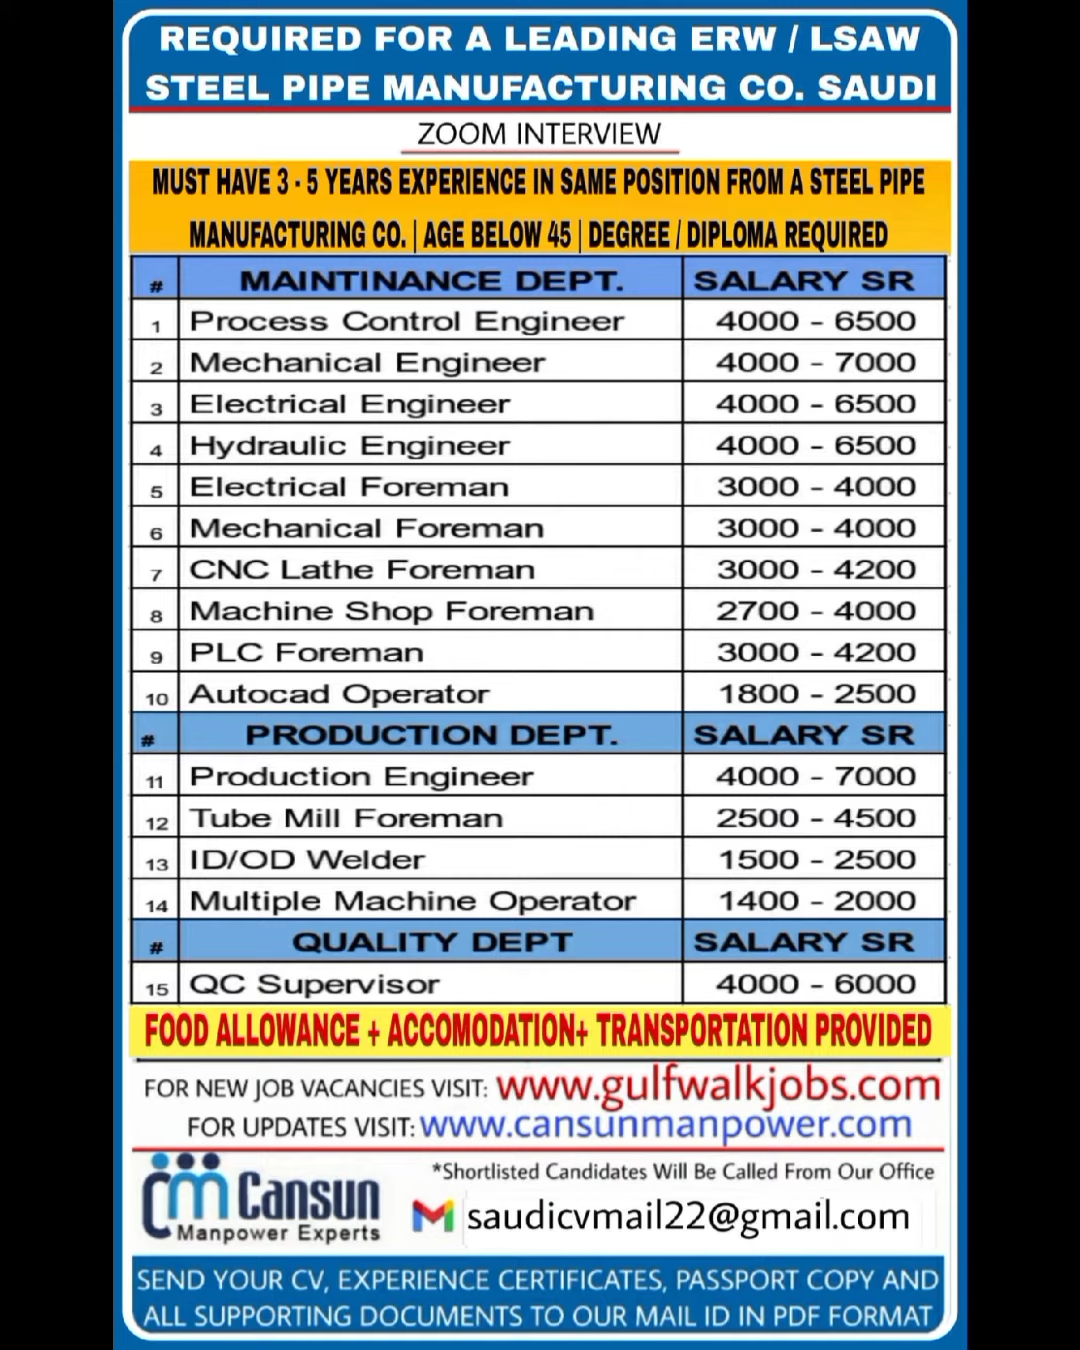 REQUIRED FOR A LEADING ERW / LSAW
STEEL PIPE MANUFACTURING CO. SAUDI
ZOOM INTERVIEW
MUST HAVE 3 - 5 YEARS EXPERIENCE IN SAME POSITION FROM A STEEL PIPE
MANUFACTURING CO. | AGE BELOW 45 | DEGREE / DIPLOMA REQUIRED
# MAINTINANCE DEPT. SALARY SR
1 Process Control Engineer 4000 - 6500
2 Mechanical Engineer 4000 - 7000
3 Electrical Engineer 4000 - 6500
4 Hydraulic Engineer 4000 - 6500
5 Electrical Foreman 3000 - 4000
6 Mechanical Foreman 3000 - 4000
7 CNC Lathe Foreman 3000 - 4200
8 Machine Shop Foreman 2700 - 4000
9 PLC Foreman 3000 - 4200
10 Autocad Operator 1800 - 2500
# PRODUCTION DEPT. SALARY SR
11 Production Engineer 4000 - 7000
12 Tube Mill Foreman 2500 - 4500
13 ID/OD Welder 1500 - 2500
14 Multiple Machine Operator 1400 - 2000
# QUALITY DEPT SALARY SR
15 QC Supervisor 4000 - 6000
FOOD ALLOWANCE + ACCOMODATION+ TRANSPORTATION PROVIDED
FOR NEW JOB VACANCIES VISIT: www.gulfwalkjobs.com
FOR UPDATES VISIT: www.cansunmanpower.com
*Shortlisted Candidates Will Be Called From Our Office
cm Cansun
Manpower Experts
saudicvmail22@gmail.com
SEND YOUR CV, EXPERIENCE CERTIFICATES, PASSPORT COPY AND
ALL SUPPORTING DOCUMENTS TO OUR MAIL ID IN PDF FORMAT